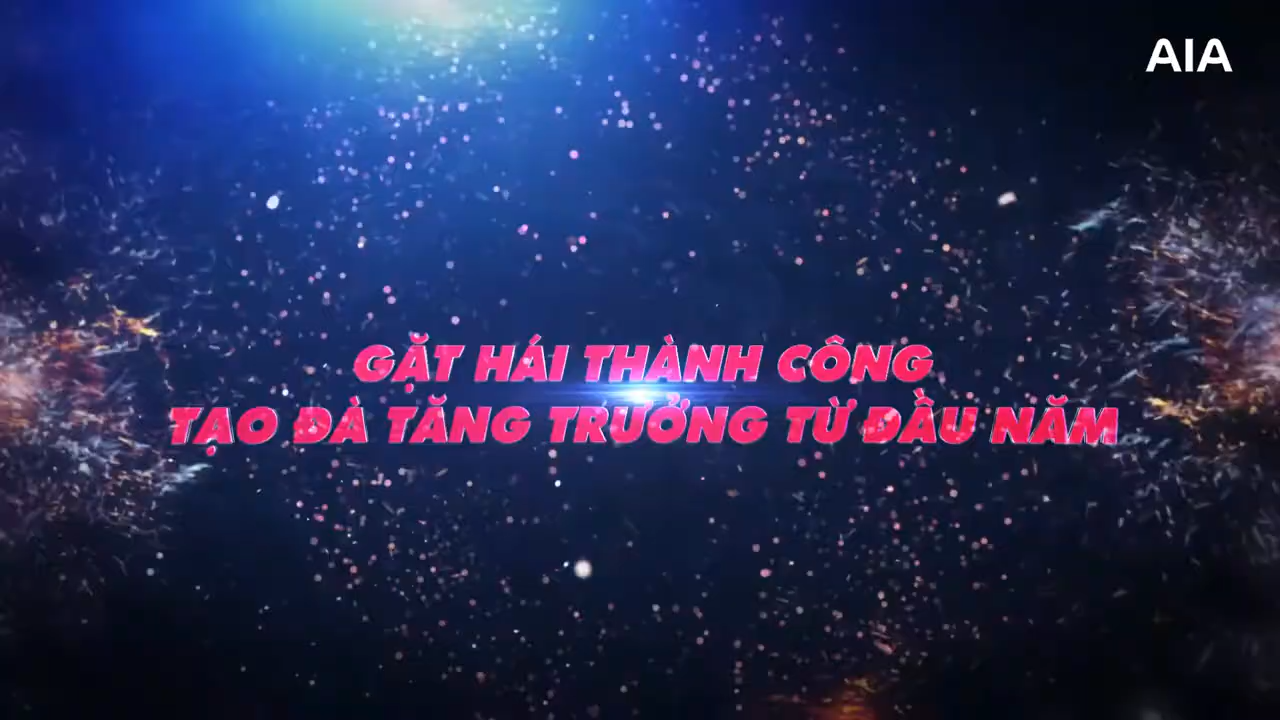 AIA
GẶT HÁI THÀNH CÔNG
TẠO ĐÀ TĂNG TRƯỞNG TỪ ĐẦU NĂM